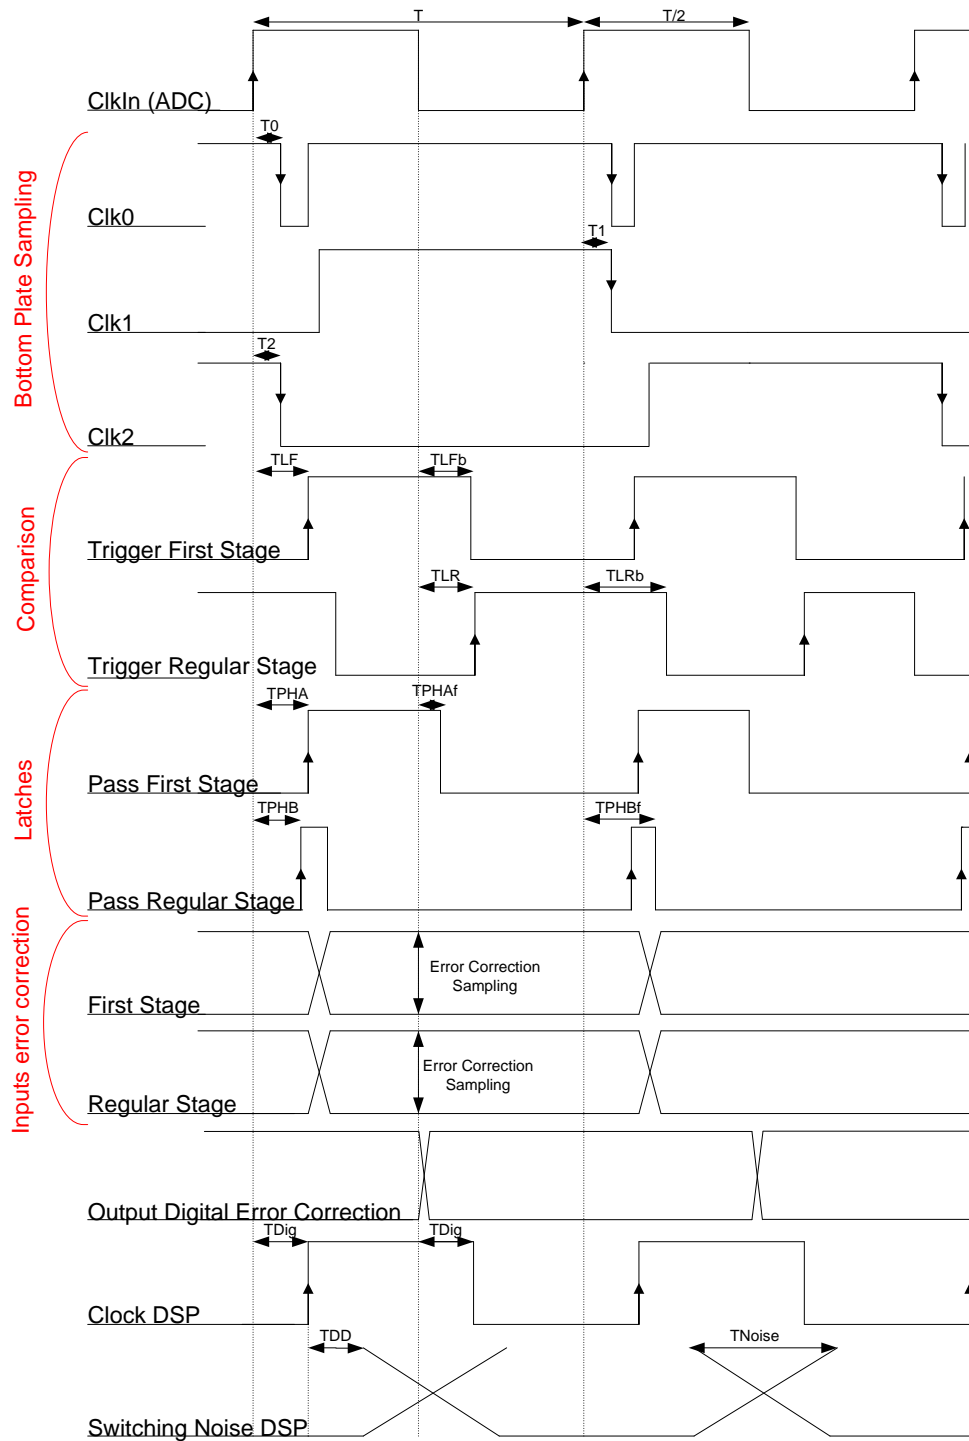 T
T/2
ClkIn (ADC)
T0
Clk0
T1
Clk1
T2
Clk2
Bottom Plate Sampling
TLF
TLFb
Trigger First Stage
TLR
TLRb
Trigger Regular Stage
Comparison
TPHA
TPHAf
Pass First Stage
TPHB
TPHBf
Pass Regular Stage
Latches
Error Correction
Sampling
First Stage
Error Correction
Sampling
Regular Stage
Inputs error correction
Output Digital Error Correction
TDig
TDig
Clock DSP
TDD
TNoise
Switching Noise DSP